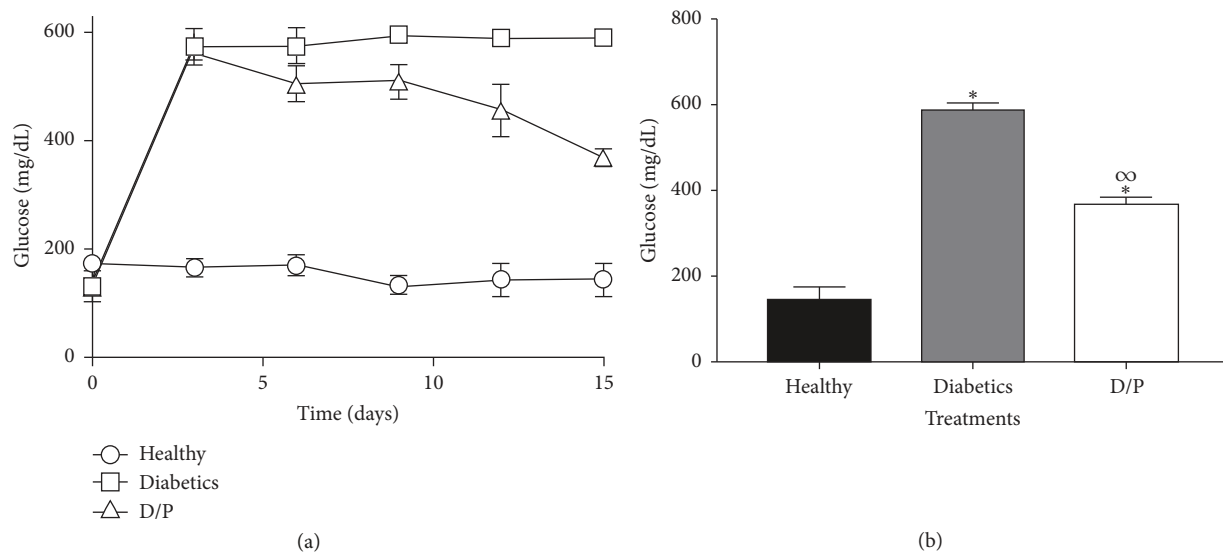 600
400
200
0
Glucose (mg/dL)
0
5
10
15
Time (days)
Healthy
Diabetics
D/P
(a)
800
600
400
200
0
Glucose (mg/dL)
*
∞
*
Healthy
Diabetics
D/P
Treatments
(b)